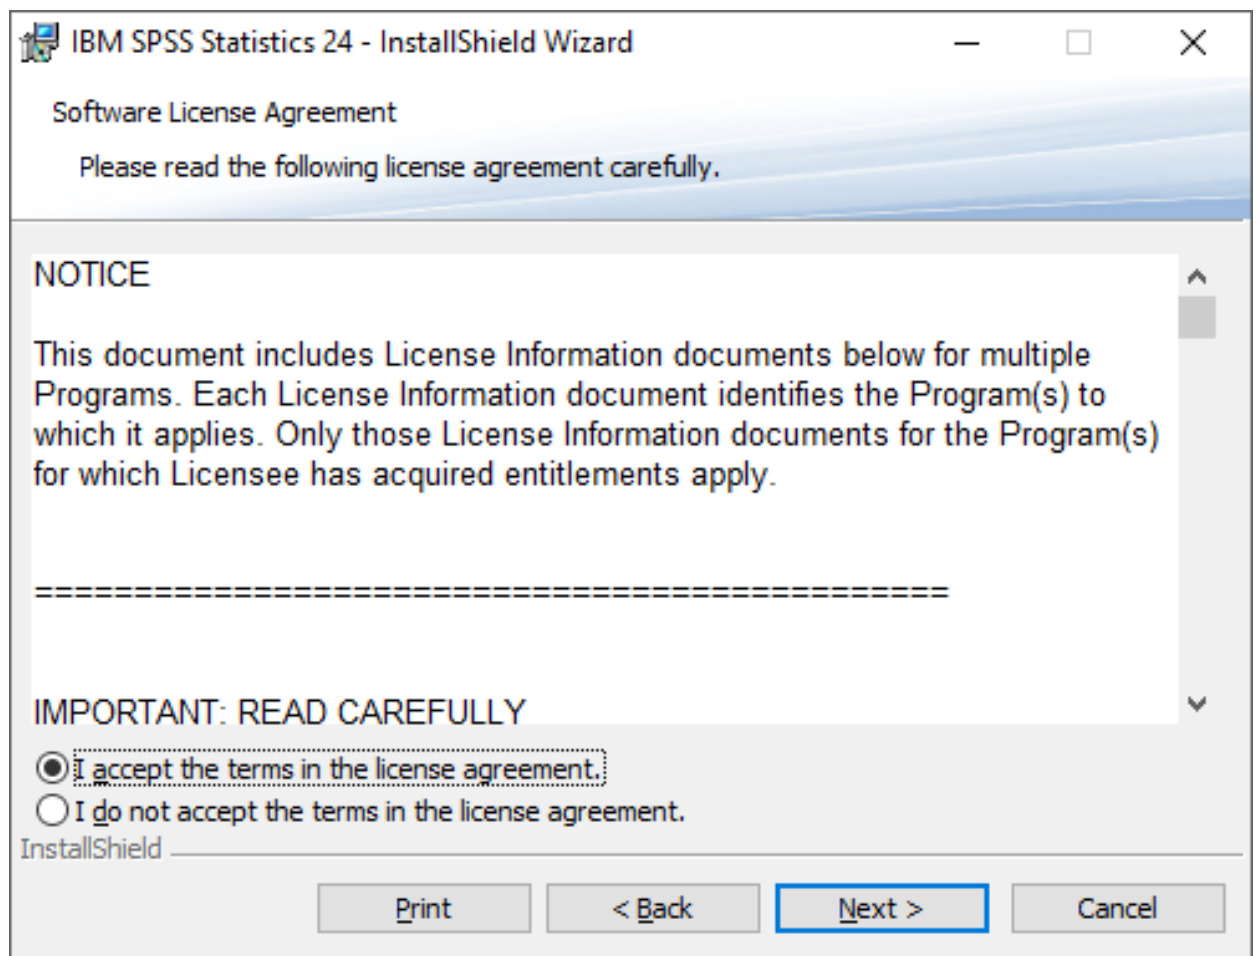 IBM SPSS Statistics 24 - InstallShield Wizard
Software License Agreement
Please read the following license agreement carefully.
NOTICE
This document includes License Information documents below for multiple
Programs. Each License Information document identifies the Program(s) to
which it applies. Only those License Information documents for the Program(s)
for which Licensee has acquired entitlements apply.
==============================================
IMPORTANT: READ CAREFULLY
I accept the terms in the license agreement.
I do not accept the terms in the license agreement.
InstallShield
Print < Back Next > Cancel